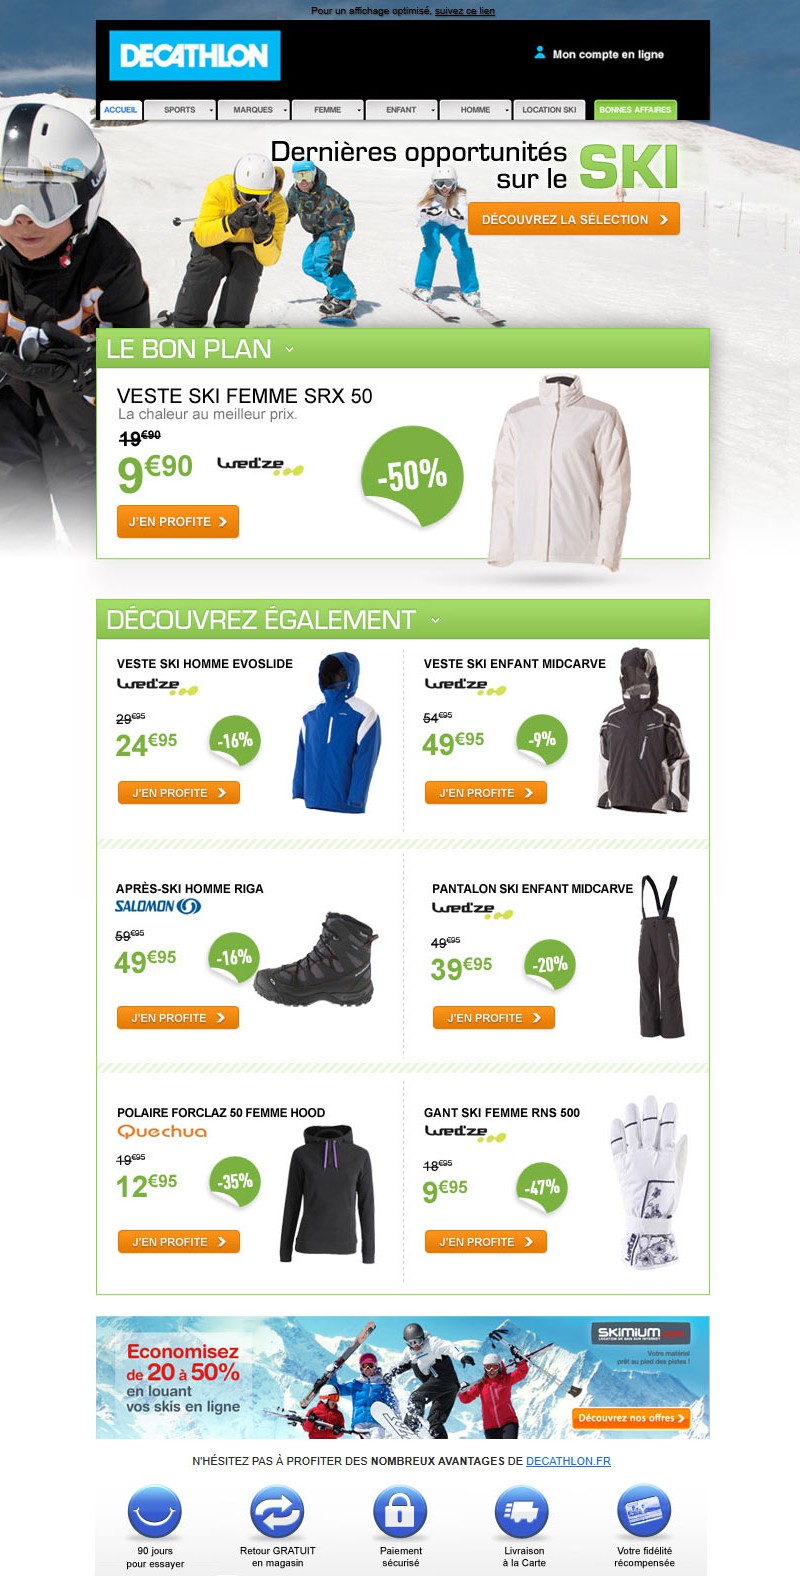 Pour un affichage optimisé, suivez ce lien
DECATHLON
Mon compte en ligne
ACCUEIL SPORTS MARQUES FEMME ENFANT HOMME LOCATION SKI BONNES AFFAIRES
Dernières opportunités
sur le SKI
DÉCOUVREZ LA SÉLECTION
LE BON PLAN
VESTE SKI FEMME SRX 50
La chaleur au meilleur prix.
19€90
9€90 Wed'ze
-50%
J'EN PROFITE
DÉCOUVREZ ÉGALEMENT
VESTE SKI HOMME EVOSLIDE
Wed'ze
29€95
24€95
-16%
J'EN PROFITE
VESTE SKI ENFANT MIDCARVE
Wed'ze
54€95
49€95
-9%
J'EN PROFITE
APRÈS-SKI HOMME RIGA
SALOMON
59€95
49€95
-16%
J'EN PROFITE
PANTALON SKI ENFANT MIDCARVE
Wed'ze
49€95
39€95
-20%
J'EN PROFITE
POLAIRE FORCLAZ 50 FEMME HOOD
Quechua
19€95
12€95
-35%
J'EN PROFITE
GANT SKI FEMME RNS 500
Wed'ze
18€95
9€95
-47%
J'EN PROFITE
Economisez
de 20 à 50%
en louant
vos skis en ligne
SKIMIUM
LOCATION DE SKIS SUR INTERNET
Votre matériel
prêt au pied des pistes !
Découvrez nos offres
N'HÉSITEZ PAS À PROFITER DES NOMBREUX AVANTAGES DE DECATHLON.FR
90 jours
pour essayer
Retour GRATUIT
en magasin
Paiement
sécurisé
Livraison
à la Carte
Votre fidélité
récompensée